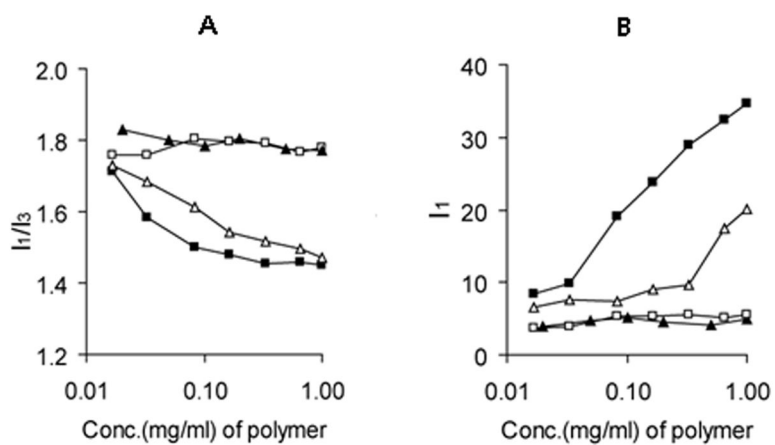 A
B
2.0
1.8
1.6
1.4
1.2
I₁/I₃
0.01
0.10
1.00
Conc.(mg/ml) of polymer
40
30
20
10
0
I₁
0.01
0.10
1.00
Conc.(mg/ml) of polymer